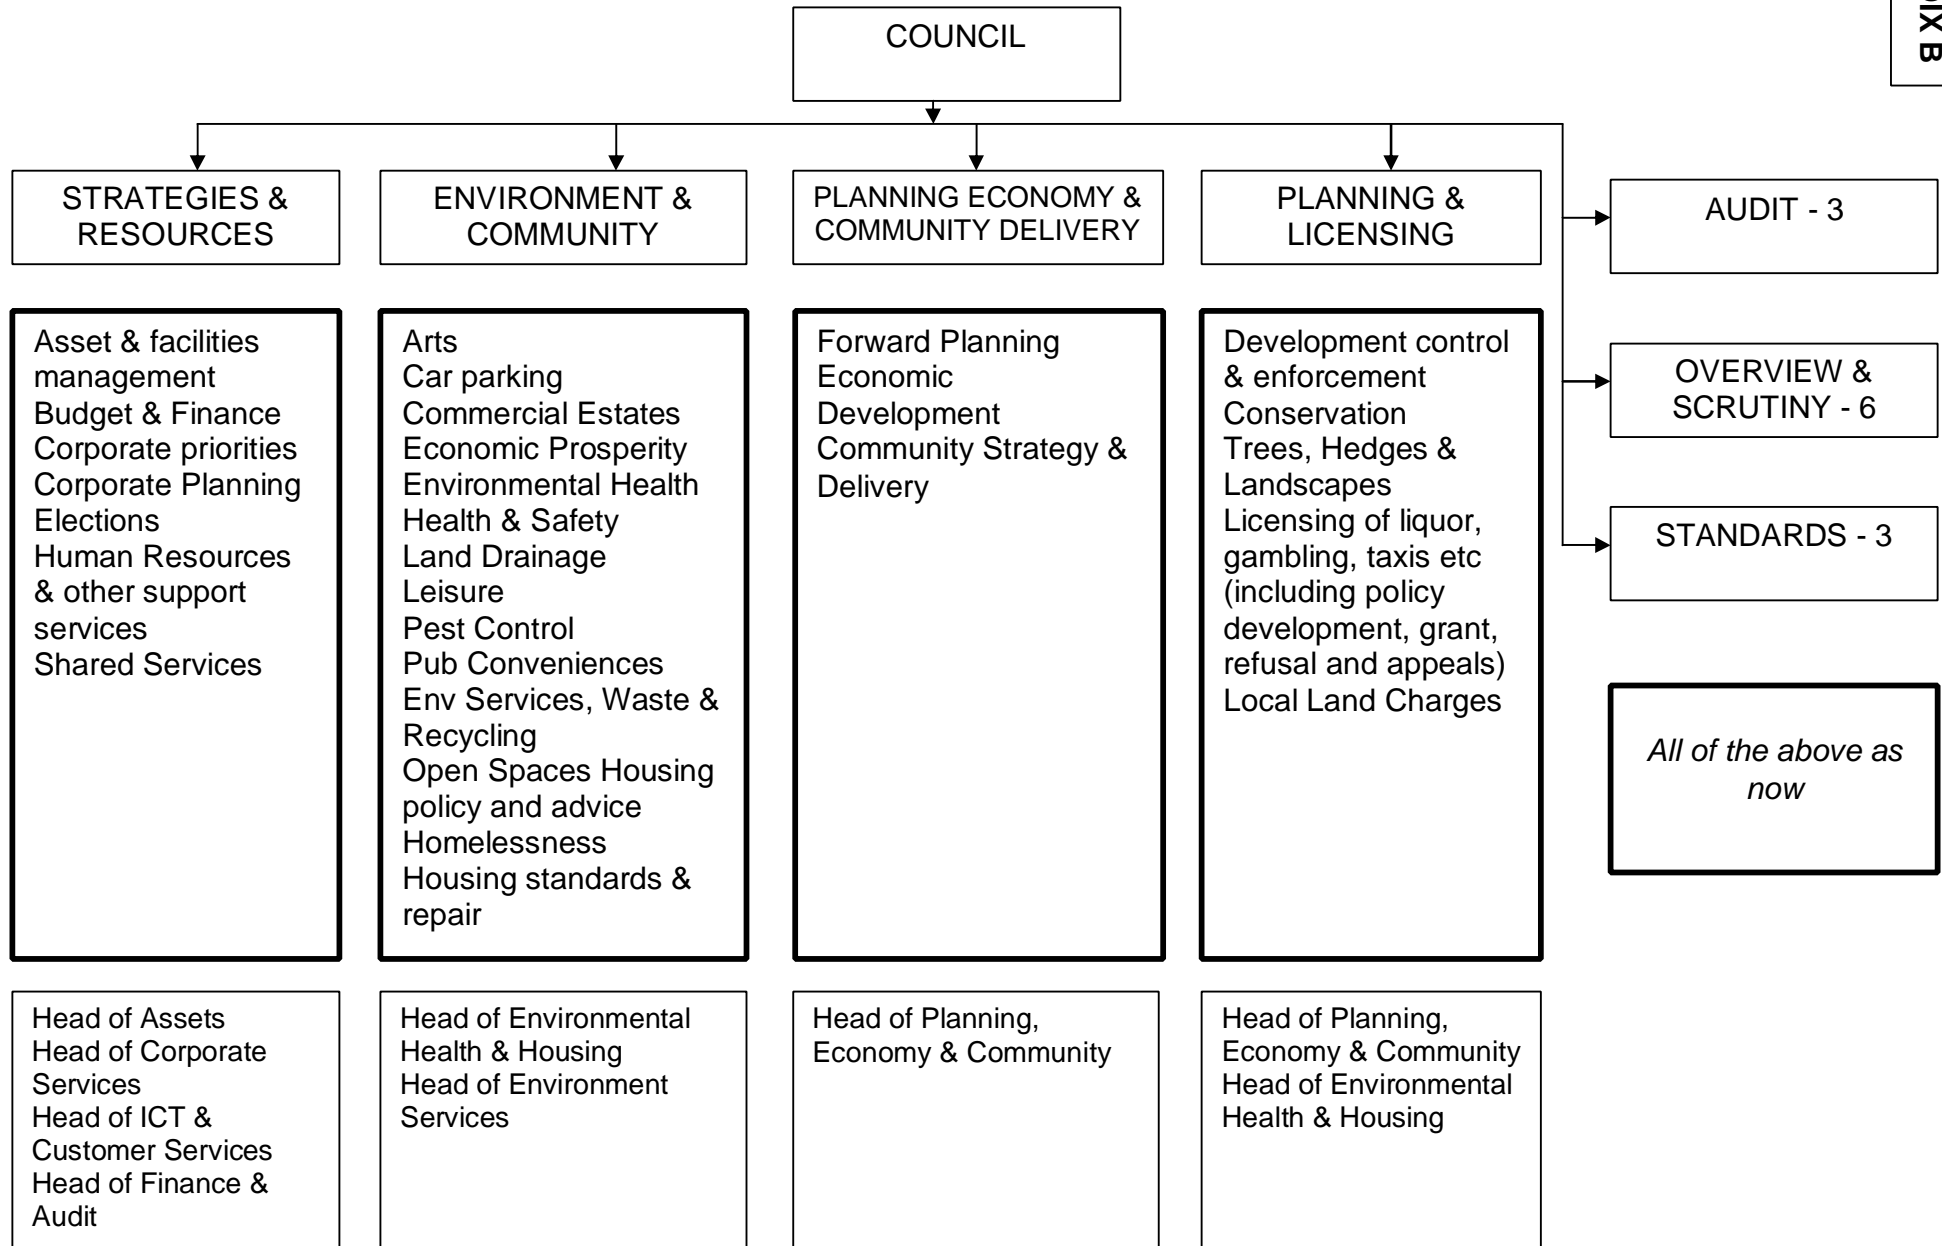 DIX B
COUNCIL
STRATEGIES &
RESOURCES
ENVIRONMENT &
COMMUNITY
PLANNING ECONOMY &
COMMUNITY DELIVERY
PLANNING &
LICENSING
AUDIT - 3
OVERVIEW &
SCRUTINY - 6
STANDARDS - 3
All of the above as
now
Asset & facilities
management
Budget & Finance
Corporate priorities
Corporate Planning
Elections
Human Resources
& other support
services
Shared Services
Arts
Car parking
Commercial Estates
Economic Prosperity
Environmental Health
Health & Safety
Land Drainage
Leisure
Pest Control
Pub Conveniences
Env Services, Waste &
Recycling
Open Spaces Housing
policy and advice
Homelessness
Housing standards &
repair
Forward Planning
Economic
Development
Community Strategy &
Delivery
Development control
& enforcement
Conservation
Trees, Hedges &
Landscapes
Licensing of liquor,
gambling, taxis etc
(including policy
development, grant,
refusal and appeals)
Local Land Charges
Head of Assets
Head of Corporate
Services
Head of ICT &
Customer Services
Head of Finance &
Audit
Head of Environmental
Health & Housing
Head of Environment
Services
Head of Planning,
Economy & Community
Head of Planning,
Economy & Community
Head of Environmental
Health & Housing